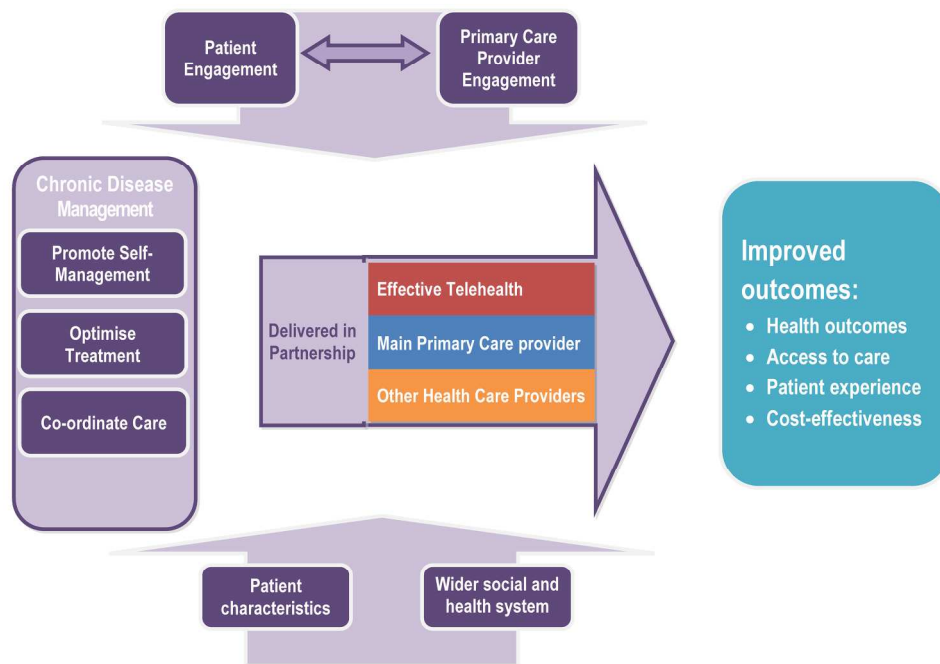 Patient
Engagement
Primary Care
Provider
Engagement
Chronic Disease
Management
Promote Self-
Management
Optimise
Treatment
Co-ordinate Care
Delivered in
Partnership
Effective Telehealth
Main Primary Care provider
Other Health Care Providers
Improved
outcomes:
• Health outcomes
• Access to care
• Patient experience
• Cost-effectiveness
Patient
characteristics
Wider social and
health system